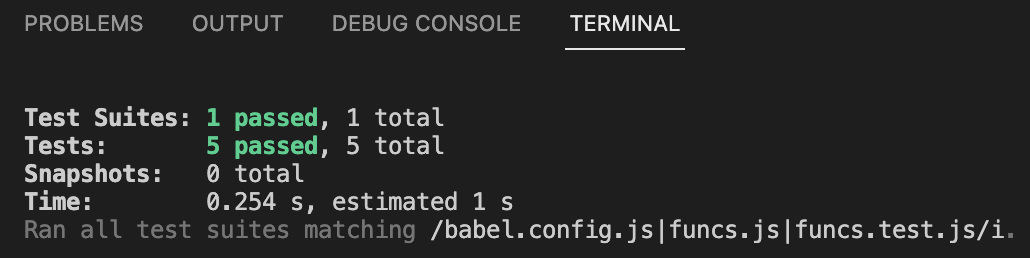 PROBLEMS OUTPUT DEBUG CONSOLE TERMINAL
Test Suites: 1 passed, 1 total
Tests: 5 passed, 5 total
Snapshots: 0 total
Time: 0.254 s, estimated 1 s
Ran all test suites matching /babel.config.js|funcs.js|funcs.test.js/i.